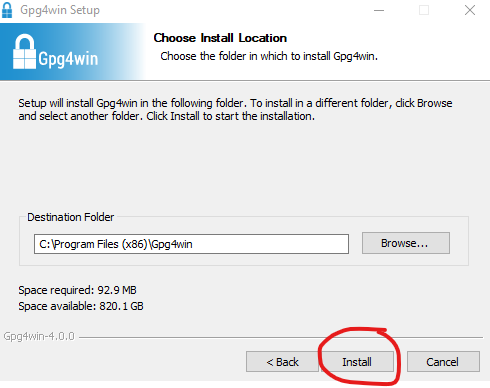 Gpg4win Setup
Gpg4win
Choose Install Location
Choose the folder in which to install Gpg4win.
Setup will install Gpg4win in the following folder. To install in a different folder, click Browse
and select another folder. Click Install to start the installation.
Destination Folder
C:\Program Files (x86)\Gpg4win
Browse...
Space required: 92.9 MB
Space available: 820.1 GB
Gpg4win-4.0.0
< Back
Install
Cancel